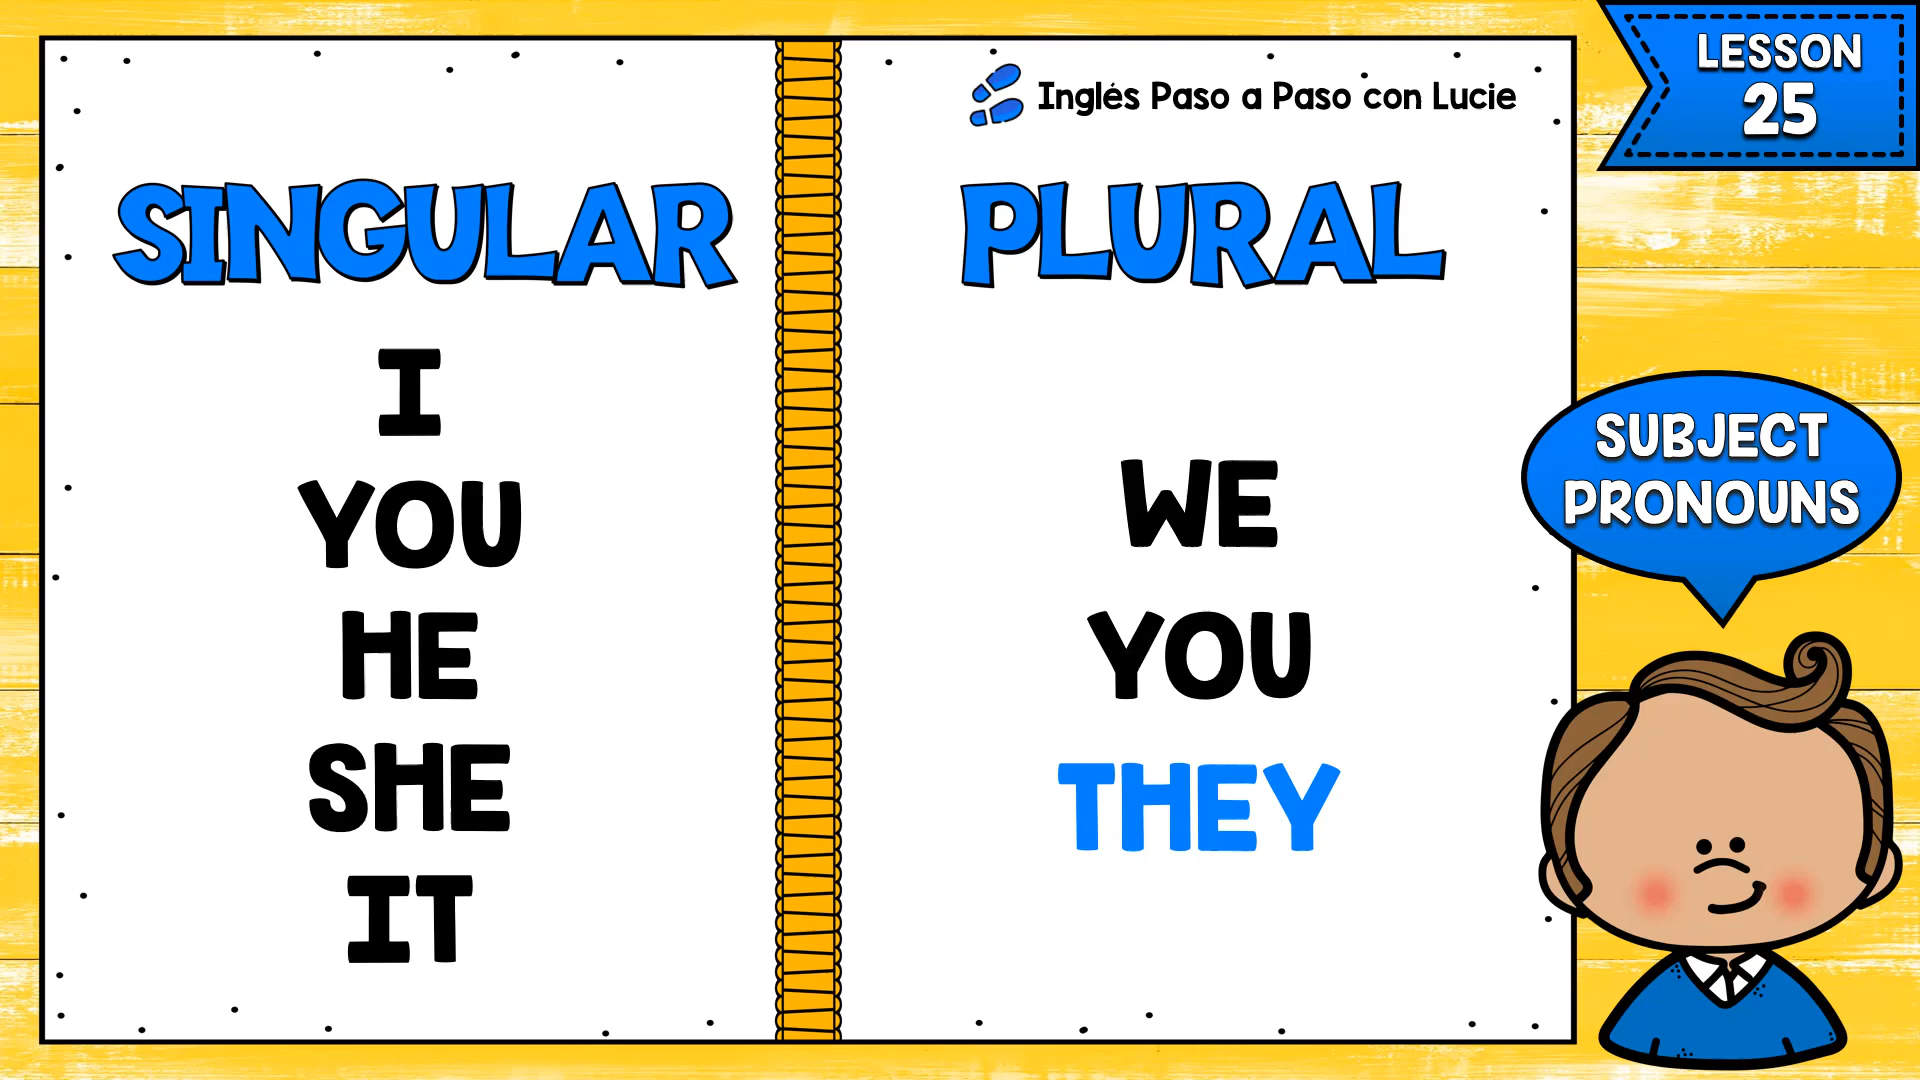 LESSON
25
Inglés Paso a Paso con Lucie
SINGULAR
I
YOU
HE
SHE
IT
PLURAL
WE
YOU
THEY
SUBJECT
PRONOUNS